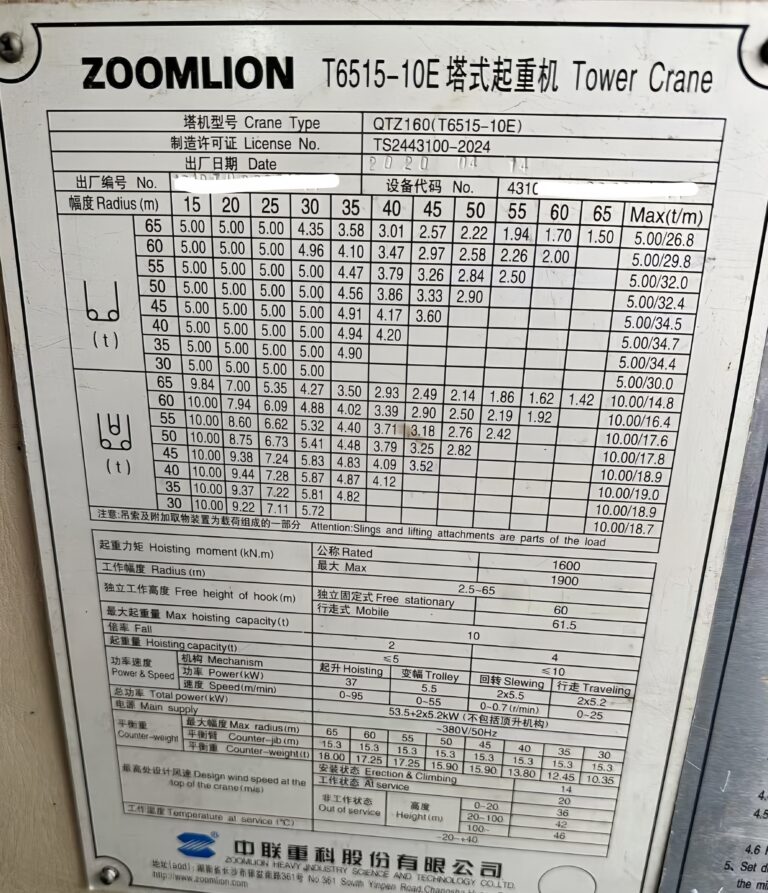 ZOOMLION T6515-10E 塔式起重机 Tower Crane
塔机型号 Crane Type QTZ160(T6515-10E)
制造许可证 License No. TS2443100-2024
出厂日期 Date 2020 04 14
出厂编号 No. 设备代码 No. 4310
幅度 Radius (m) 15 20 25 30 35 40 45 50 55 60 65 Max(t/m)
65 5.00 5.00 5.00 4.35 3.58 3.01 2.57 2.22 1.94 1.70 1.50 5.00/26.8
60 5.00 5.00 5.00 4.96 4.10 3.47 2.97 2.58 2.26 2.00 5.00/29.8
55 5.00 5.00 5.00 5.00 4.47 3.79 3.26 2.84 2.50 5.00/32.0
50 5.00 5.00 5.00 5.00 4.56 3.86 3.33 2.90 5.00/32.4
45 5.00 5.00 5.00 5.00 4.91 4.17 3.60 5.00/34.5
40 5.00 5.00 5.00 5.00 4.94 4.20 5.00/34.7
35 5.00 5.00 5.00 5.00 4.90 5.00/34.4
30 5.00 5.00 5.00 5.00 5.00/30.0
(t)
65 9.84 7.00 5.35 4.27 3.50 2.93 2.49 2.14 1.86 1.62 1.42 10.00/14.8
60 10.00 7.94 6.09 4.88 4.02 3.39 2.90 2.50 2.19 1.92 10.00/16.4
55 10.00 8.60 6.62 5.32 4.40 3.71 3.18 2.76 2.42 10.00/17.6
50 10.00 8.75 6.73 5.41 4.48 3.79 3.25 2.82 10.00/17.8
45 10.00 9.38 7.24 5.83 4.83 4.09 3.52 10.00/18.9
40 10.00 9.44 7.28 5.87 4.87 4.12 10.00/19.0
35 10.00 9.37 7.22 5.81 4.82 10.00/18.9
30 10.00 9.22 7.11 5.72 10.00/18.7
(t)
注意:吊索及附加取物装置为载荷组成的一部分 Attention:Slings and lifting attachments are parts of the load
起重力矩 Hoisting moment (kN.m) 公称 Rated 1600
最大 Max 1900
工作幅度 Radius (m) 2.5~65
独立工作高度 Free height of hook(m) 独立固定式 Free stationary 60
行走式 Mobile 61.5
最大起重量 Max hoisting capacity(t) 10
倍率 Fall 2 4
起重量 Hoisting capacity(t) ≤5 ≤10
功率速度 Power & Speed 机构 Mechanism 起升 Hoisting 变幅 Trolley 回转 Slewing 行走 Traveling
功率 Power(kW) 37 5.5 2x5.5 2x5.2
速度 Speed(m/min) 0~95 0~55 0~0.7(r/min) 0~25
总功率 Total power(kW) 53.5+2x5.2kW (不包括顶升机构)
电源 Main supply ~380V/50Hz
平衡重 Counter-weight 最大幅度 Max radius(m) 65 60 55 50 45 40 35 30
平衡臂 Counter-jib(m) 15.3 15.3 15.3 15.3 15.3 15.3 15.3 15.3
平衡重 Counter-weight(t) 18.00 17.25 17.25 15.90 15.90 13.80 12.45 10.35
最高处设计风速 Design wind speed at the top of the crane(m/s) 安装状态 Erection & Climbing 14
工作状态 At service 20
非工作状态 Out of service 高度 Height(m) 0~20 36
20~100 42
100~ 46
工作温度 Temperature at service (℃) -20~+40
中联重科股份有限公司
ZOOMLION HEAVY INDUSTRY SCIENCE AND TECHNOLOGY CO.,LTD.
地址(add): 湖南省长沙市银盆南路361号 No.361 South Yinpen Road,Changsha
http://www.zoomlion.com
4.5
4.6
5、Set d
the m